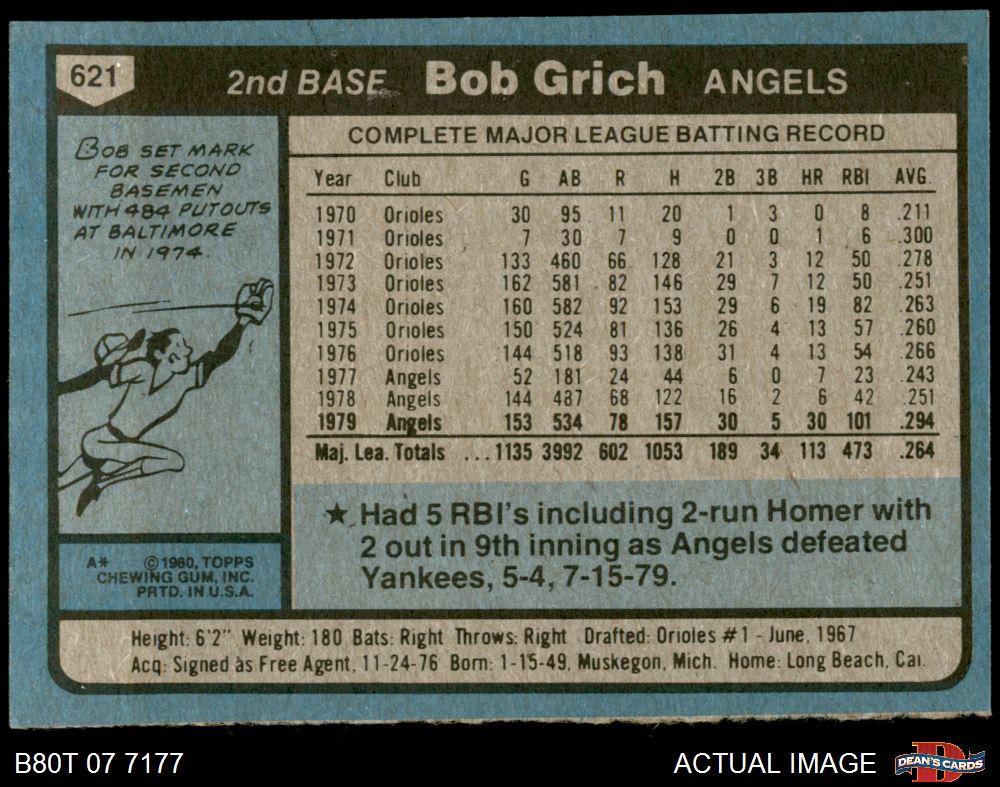 621 2nd BASE Bob Grich ANGELS
BOB SET MARK
FOR SECOND
BASEMEN
WITH 484 PUTOUTS
AT BALTIMORE
IN 1974.
COMPLETE MAJOR LEAGUE BATTING RECORD
Year Club G AB R H 2B 3B HR RBI AVG.
1970 Orioles 30 95 11 20 1 3 0 8 .211
1971 Orioles 7 30 7 9 0 0 1 6 .300
1972 Orioles 133 460 66 128 21 3 12 50 .278
1973 Orioles 162 581 82 146 29 7 12 50 .251
1974 Orioles 160 582 92 153 29 6 19 82 .263
1975 Orioles 150 524 81 136 26 4 13 57 .260
1976 Orioles 144 518 93 138 31 4 13 54 .266
1977 Angels 52 181 24 44 6 0 7 23 .243
1978 Angels 144 487 68 122 16 2 6 42 .251
1979 Angels 153 534 78 157 30 5 30 101 .294
Maj. Lea. Totals ...1135 3992 602 1053 189 34 113 473 .264
★ Had 5 RBI's including 2-run Homer with
2 out in 9th inning as Angels defeated
Yankees, 5-4, 7-15-79.
A* ©1980, TOPPS
CHEWING GUM, INC.
PRTD. IN U.S.A.
Height: 6'2" Weight: 180 Bats: Right Throws: Right Drafted: Orioles #1 - June, 1967
Acq: Signed as Free Agent, 11-24-76 Born: 1-15-49, Muskegon, Mich. Home: Long Beach, Cal.
B80T 07 7177 ACTUAL IMAGE DEAN'S CARDS